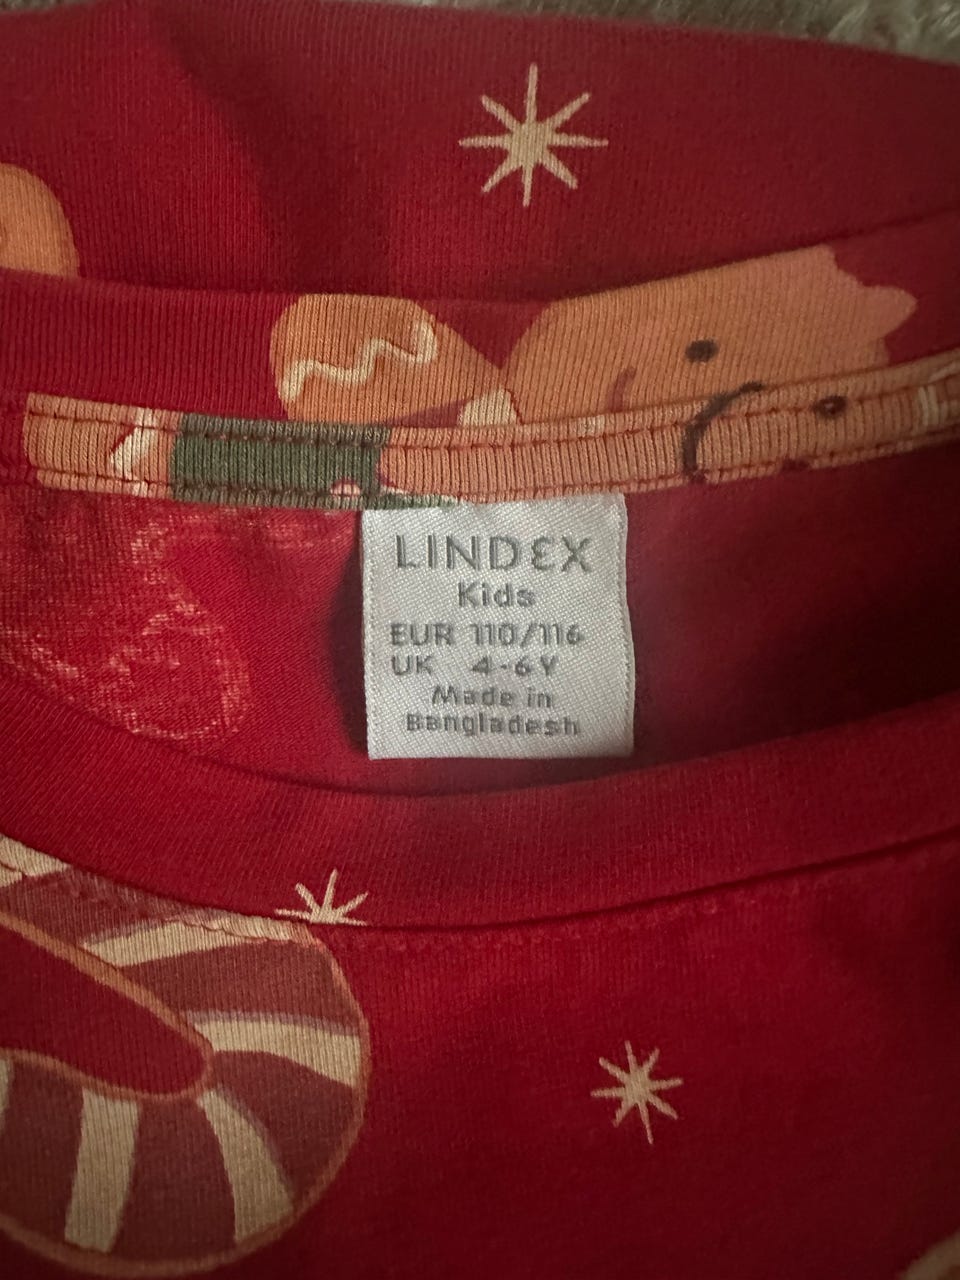 LINDEX
Kids
EUR 110/116
UK 4-6Y
Made in
Bangladesh